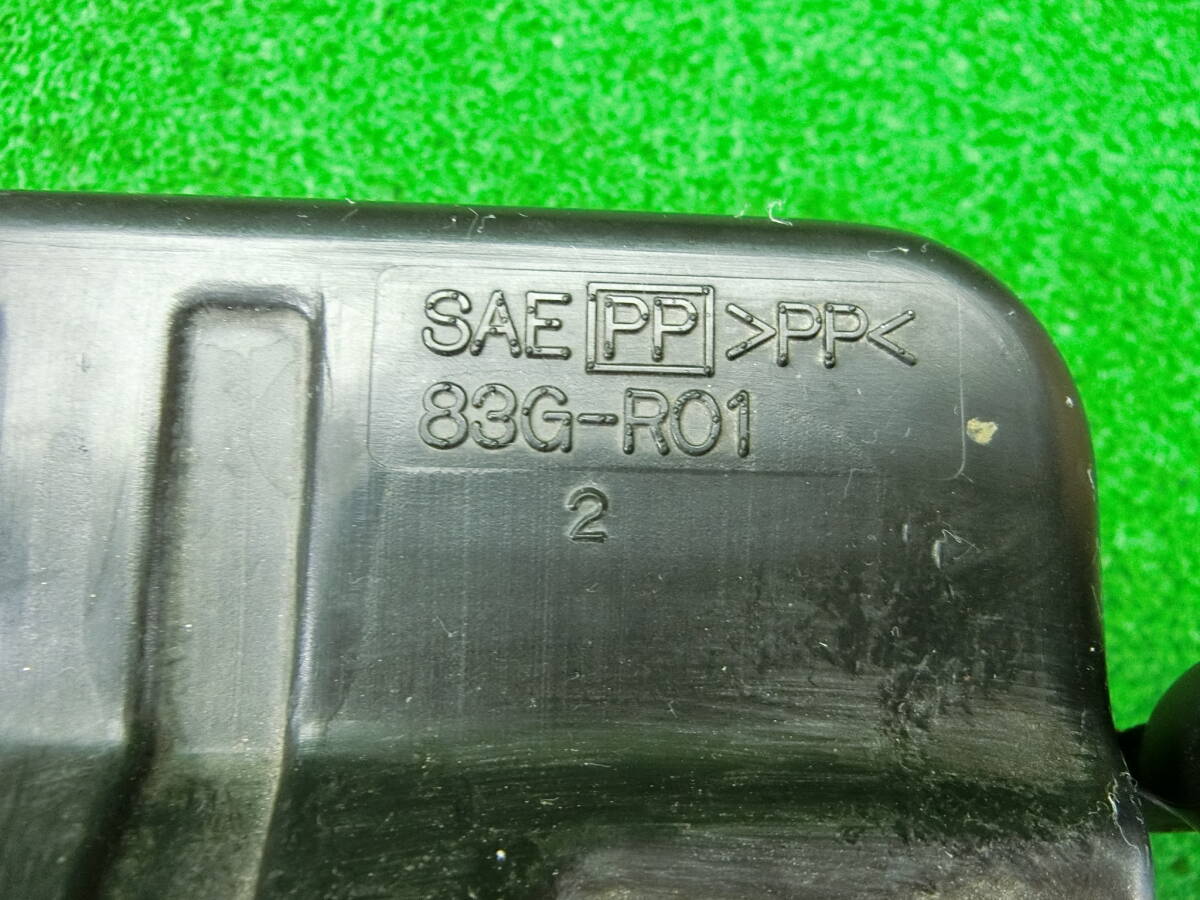 SAE PP >PP<
83G-R01
2